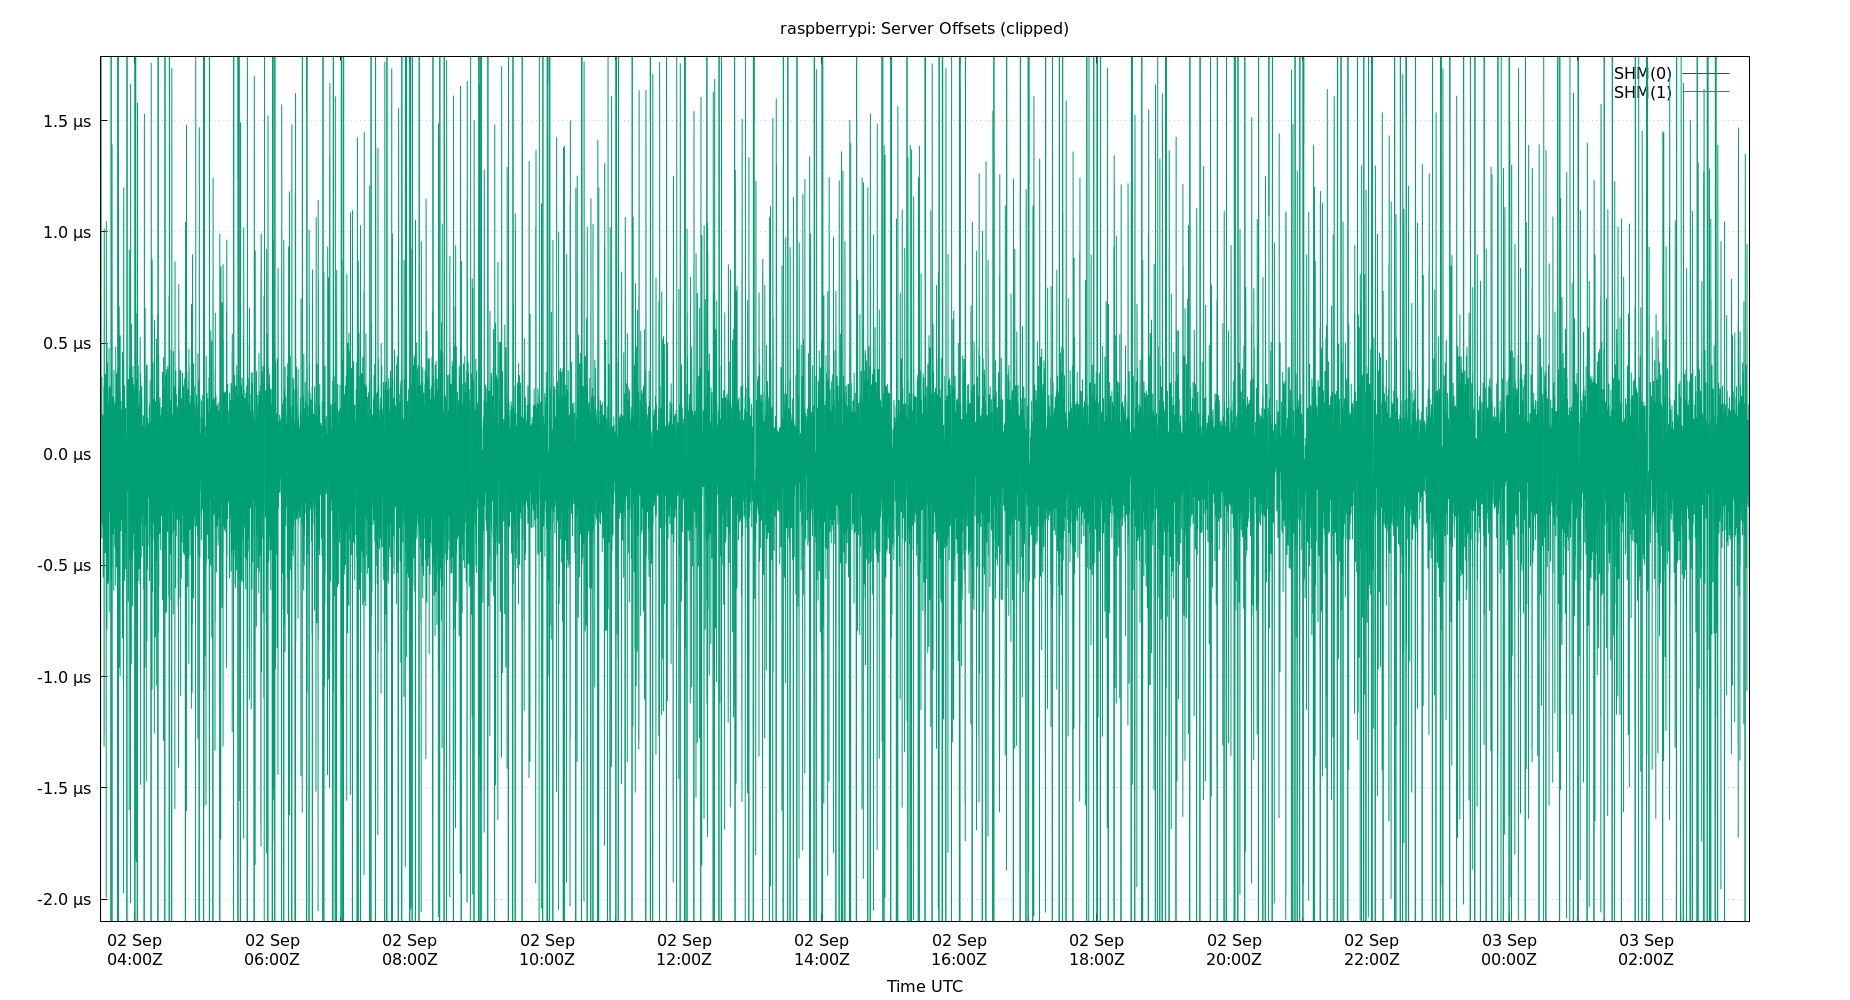 raspberrypi: Server Offsets (clipped)
SHM(0)
SHM(1)
1.5 µs
1.0 µs
0.5 µs
0.0 µs
-0.5 µs
-1.0 µs
-1.5 µs
-2.0 µs
02 Sep 02 Sep 02 Sep 02 Sep 02 Sep 02 Sep 02 Sep 02 Sep 02 Sep 02 Sep 03 Sep 03 Sep
04:00Z 06:00Z 08:00Z 10:00Z 12:00Z 14:00Z 16:00Z 18:00Z 20:00Z 22:00Z 00:00Z 02:00Z
Time UTC